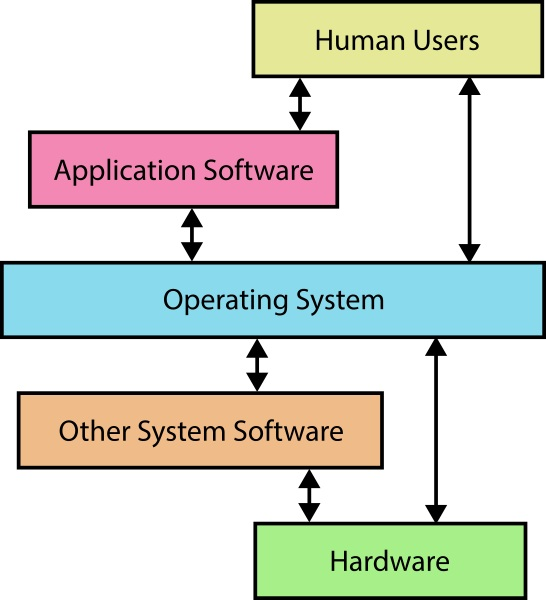 Human Users
Application Software
Operating System
Other System Software
Hardware